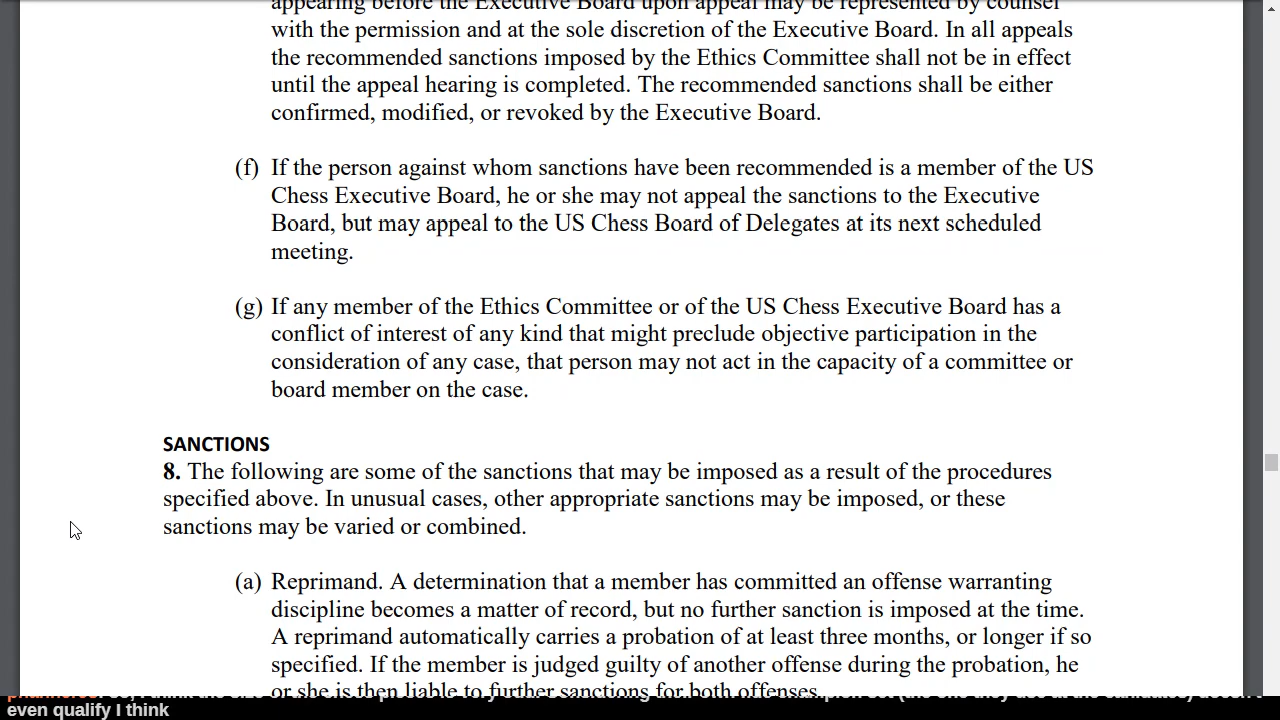 appearing before the Executive Board upon appeal may be represented by counsel
with the permission and at the sole discretion of the Executive Board. In all appeals
the recommended sanctions imposed by the Ethics Committee shall not be in effect
until the appeal hearing is completed. The recommended sanctions shall be either
confirmed, modified, or revoked by the Executive Board.
(f) If the person against whom sanctions have been recommended is a member of the US
Chess Executive Board, he or she may not appeal the sanctions to the Executive
Board, but may appeal to the US Chess Board of Delegates at its next scheduled
meeting.
(g) If any member of the Ethics Committee or of the US Chess Executive Board has a
conflict of interest of any kind that might preclude objective participation in the
consideration of any case, that person may not act in the capacity of a committee or
board member on the case.
SANCTIONS
8. The following are some of the sanctions that may be imposed as a result of the procedures
specified above. In unusual cases, other appropriate sanctions may be imposed, or these
sanctions may be varied or combined.
(a) Reprimand. A determination that a member has committed an offense warranting
discipline becomes a matter of record, but no further sanction is imposed at the time.
A reprimand automatically carries a probation of at least three months, or longer if so
specified. If the member is judged guilty of another offense during the probation, he
or she is then liable to further sanctions for both offenses.
even qualify I think